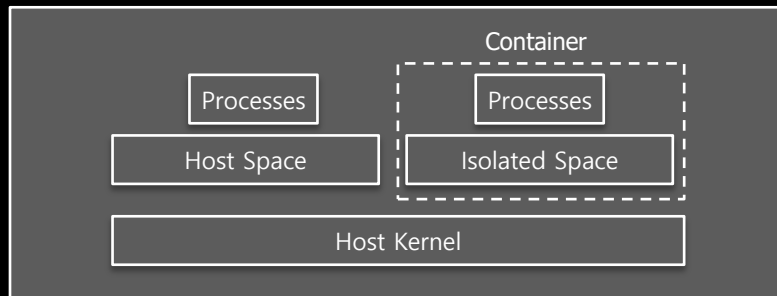 Container
Processes
Processes
Host Space
Isolated Space
Host Kernel